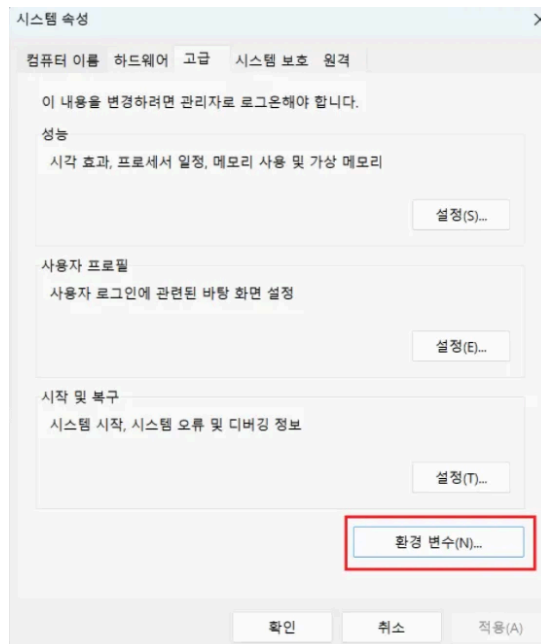 시스템 속성
컴퓨터 이름 하드웨어 고급 시스템 보호 원격
이 내용을 변경하려면 관리자로 로그온해야 합니다.
성능
시각 효과, 프로세서 일정, 메모리 사용 및 가상 메모리
설정(S)...
사용자 프로필
사용자 로그인에 관련된 바탕 화면 설정
설정(E)...
시작 및 복구
시스템 시작, 시스템 오류 및 디버깅 정보
설정(T)...
환경 변수(N)...
확인 취소 적용(A)